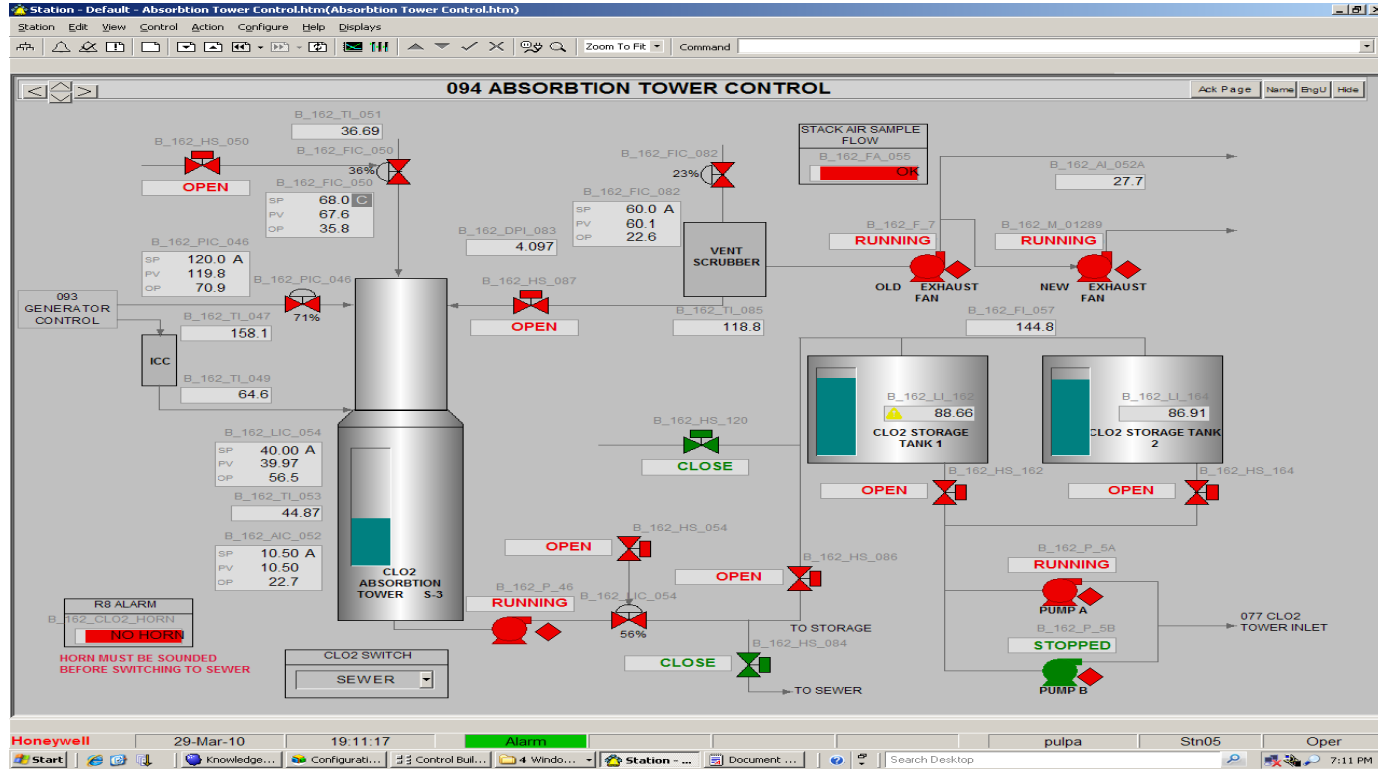 Station - Default - Absorbtion Tower Control.htm(Absorbtion Tower Control.htm)
Station Edit View Control Action Configure Help Displays
Zoom To Fit Command
094 ABSORBTION TOWER CONTROL
Ack Page Name EngU Hide
B_162_TI_051
36.69
B_162_HS_050
OPEN
B_162_FIC_050
36%
B_162_FIC_050
SP 68.0 C
PV 67.6
OP 35.8
B_162_PIC_046
SP 120.0 A
PV 119.8
OP 70.9
B_162_PIC_046
71%
093
GENERATOR
CONTROL
B_162_TI_047
158.1
ICC
B_162_TI_049
64.6
B_162_DPI_083
4.097
B_162_HS_087
OPEN
B_162_FIC_082
23%
B_162_FIC_082
SP 60.0 A
PV 60.1
OP 22.6
VENT
SCRUBBER
B_162_TI_085
118.8
STACK AIR SAMPLE
FLOW
B_162_FA_055
OK
B_162_AI_052A
27.7
B_162_F_7
RUNNING
OLD EXHAUST
FAN
B_162_M_01289
RUNNING
NEW EXHAUST
FAN
B_162_FI_057
144.8
B_162_LI_162
88.66
CLO2 STORAGE
TANK 1
B_162_LI_164
86.91
CLO2 STORAGE TANK
2
B_162_HS_162
OPEN
B_162_HS_164
OPEN
B_162_HS_120
CLOSE
B_162_LIC_054
SP 40.00 A
PV 39.97
OP 56.5
B_162_TI_053
44.87
B_162_AIC_052
SP 10.50 A
PV 10.50
OP 22.7
CLO2
ABSORBTION
TOWER S-3
B_162_P_46
RUNNING
B_162_HS_054
OPEN
B_162_LIC_054
56%
B_162_HS_086
OPEN
TO STORAGE
B_162_HS_084
CLOSE
TO SEWER
B_162_P_5A
RUNNING
PUMP A
B_162_P_5B
STOPPED
PUMP B
077 CLO2
TOWER INLET
R8 ALARM
B_162_CLO2_HORN
NO HORN
HORN MUST BE SOUNDED
BEFORE SWITCHING TO SEWER
CLO2 SWITCH
SEWER
Honeywell 29-Mar-10 19:11:17 Alarm pulpa Stn05 Oper
Start Knowledge... Configurati... Control Buil... 4 Windo... Station - ... Document ... Search Desktop 7:11 PM